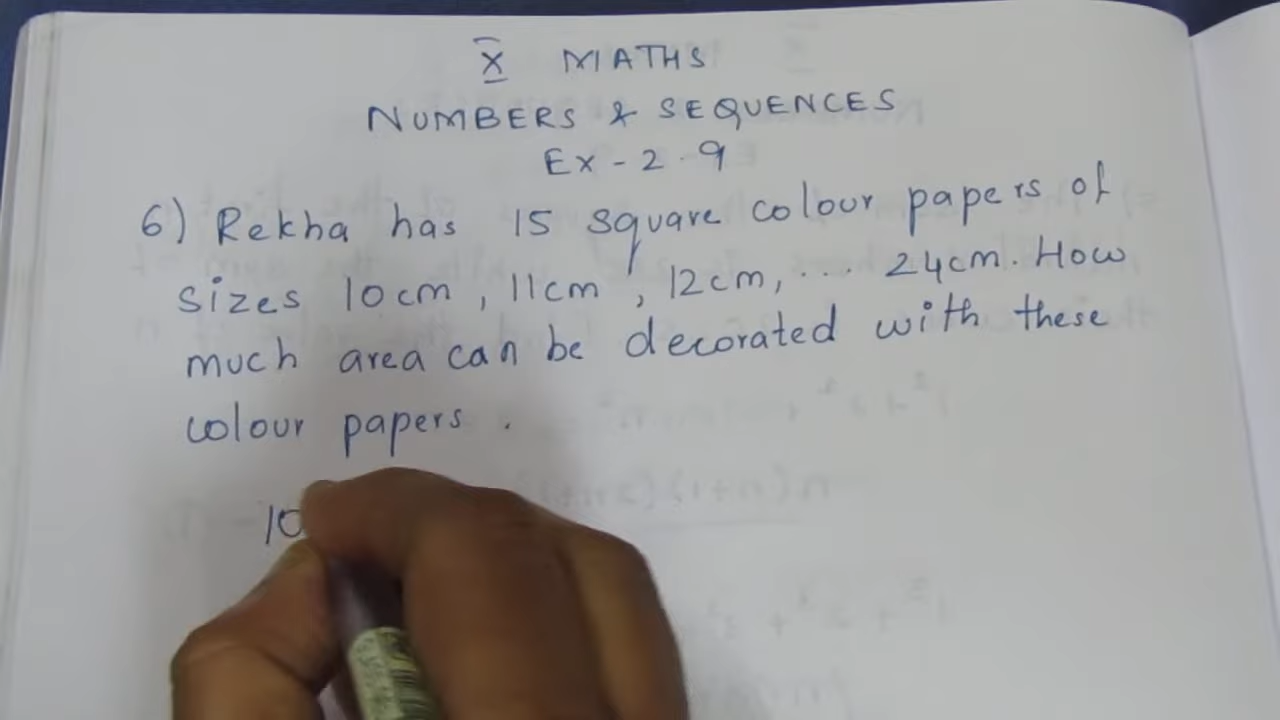 X MATHS
NUMBERS & SEQUENCES
Ex - 2.9
6) Rekha has 15 square colour papers of
sizes 10cm, 11cm, 12cm, ... 24cm. How
much area can be decorated with these
colour papers.
10